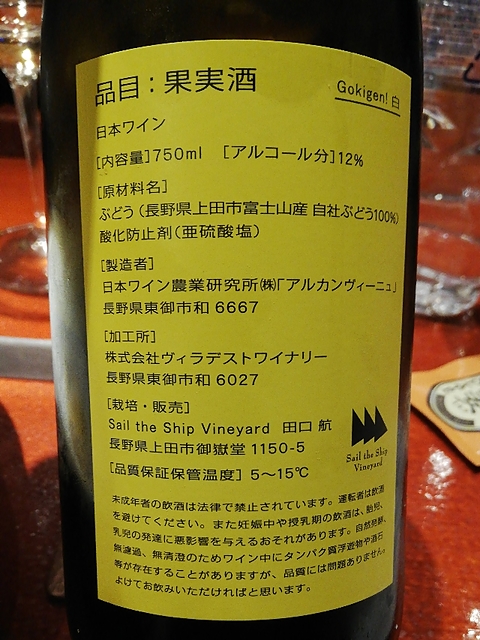 品目：果実酒
Gokigen! 白
日本ワイン
[内容量]750ml [アルコール分]12%
[原材料名]
ぶどう（長野県上田市富士山産 自社ぶどう100%）
酸化防止剤（亜硫酸塩）
[製造者]
日本ワイン農業研究所㈱「アルカンヴィーニュ」
長野県東御市和 6667
[加工所]
株式会社ヴィラデストワイナリー
長野県東御市和 6027
[栽培・販売]
Sail the Ship Vineyard 田口 航
長野県上田市御嶽堂 1150-5
[品質保証保管温度] 5～15℃
Sail the Ship
Vineyard
未成年者の飲酒は法律で禁止されています。運転者は飲酒
を避けてください。また妊娠中や授乳期の飲酒は、胎児、
乳児の発達に悪影響を与えるおそれがあります。自然発酵、
無濾過、無清澄のためワイン中にタンパク質浮遊物や酒石
等が存在することがありますが、品質には問題ありません。
よけてお飲みいただければと思います。